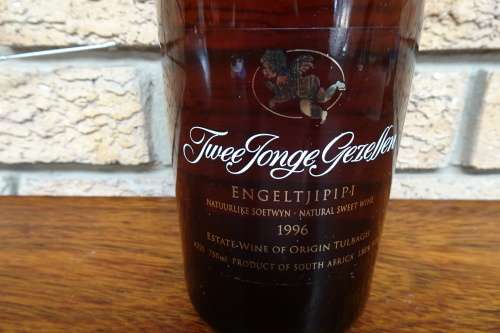 Twee Jonge Gezellen
ENGELTJIPIPI
NATUURLIKE SOETWYN - NATURAL SWEET WINE
1996
ESTATE-WINE OF ORIGIN TULBAGH
750ml PRODUCT OF SOUTH AFRICA